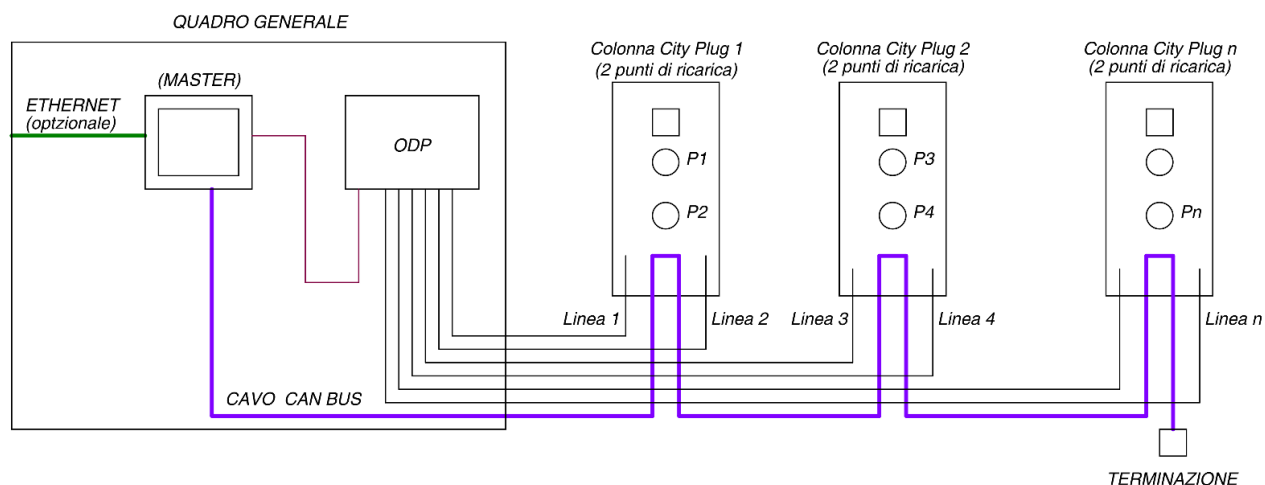 QUADRO GENERALE
Colonna City Plug 1
(2 punti di ricarica)
Colonna City Plug 2
(2 punti di ricarica)
Colonna City Plug n
(2 punti di ricarica)
(MASTER)
ETHERNET
(optzionale)
ODP
P1
P2
P3
P4
Pn
Linea 1
Linea 2
Linea 3
Linea 4
Linea n
CAVO CAN BUS
TERMINAZIONE